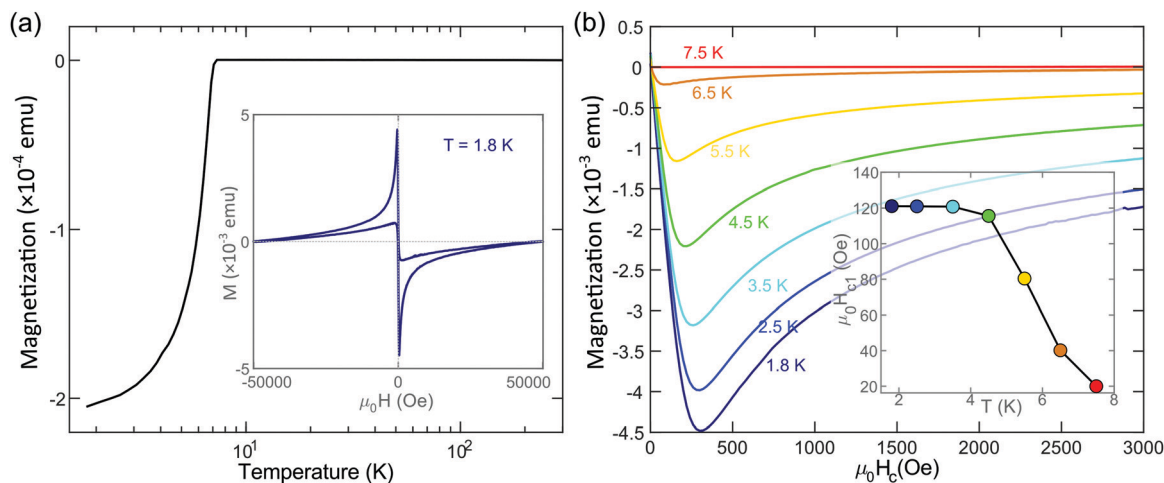 (a)
0
-1
-2
Magnetization (×10⁻⁴ emu)
10¹
10²
Temperature (K)
T = 1.8 K
5
0
-5
M (×10⁻³ emu)
-50000
0
50000
μ₀H (Oe)
(b)
0
-0.5
-1
-1.5
-2
-2.5
-3
-3.5
-4
-4.5
Magnetization (×10⁻³ emu)
7.5 K
6.5 K
5.5 K
4.5 K
3.5 K
2.5 K
1.8 K
0
500
1000
1500
2000
2500
3000
μ₀H꜀(Oe)
140
120
100
80
60
40
20
μ₀H꜀₁ (Oe)
2
4
6
8
T (K)